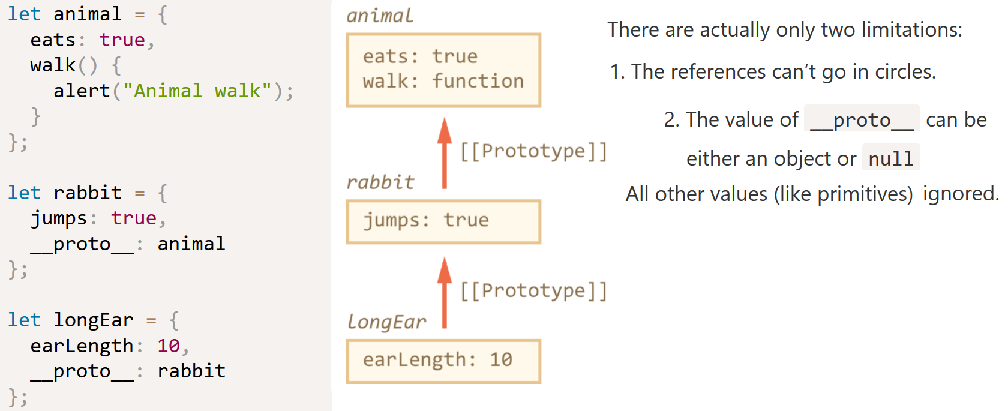 let animal = {
  eats: true,
  walk() {
    alert("Animal walk");
  }
};
let rabbit = {
  jumps: true,
  __proto__: animal
};
let longEar = {
  earLength: 10,
  __proto__: rabbit
};
animal
eats: true
walk: function
[[Prototype]]
rabbit
jumps: true
[[Prototype]]
longEar
earLength: 10
There are actually only two limitations:
1. The references can’t go in circles.
2. The value of __proto__ can be
either an object or null
All other values (like primitives) ignored.